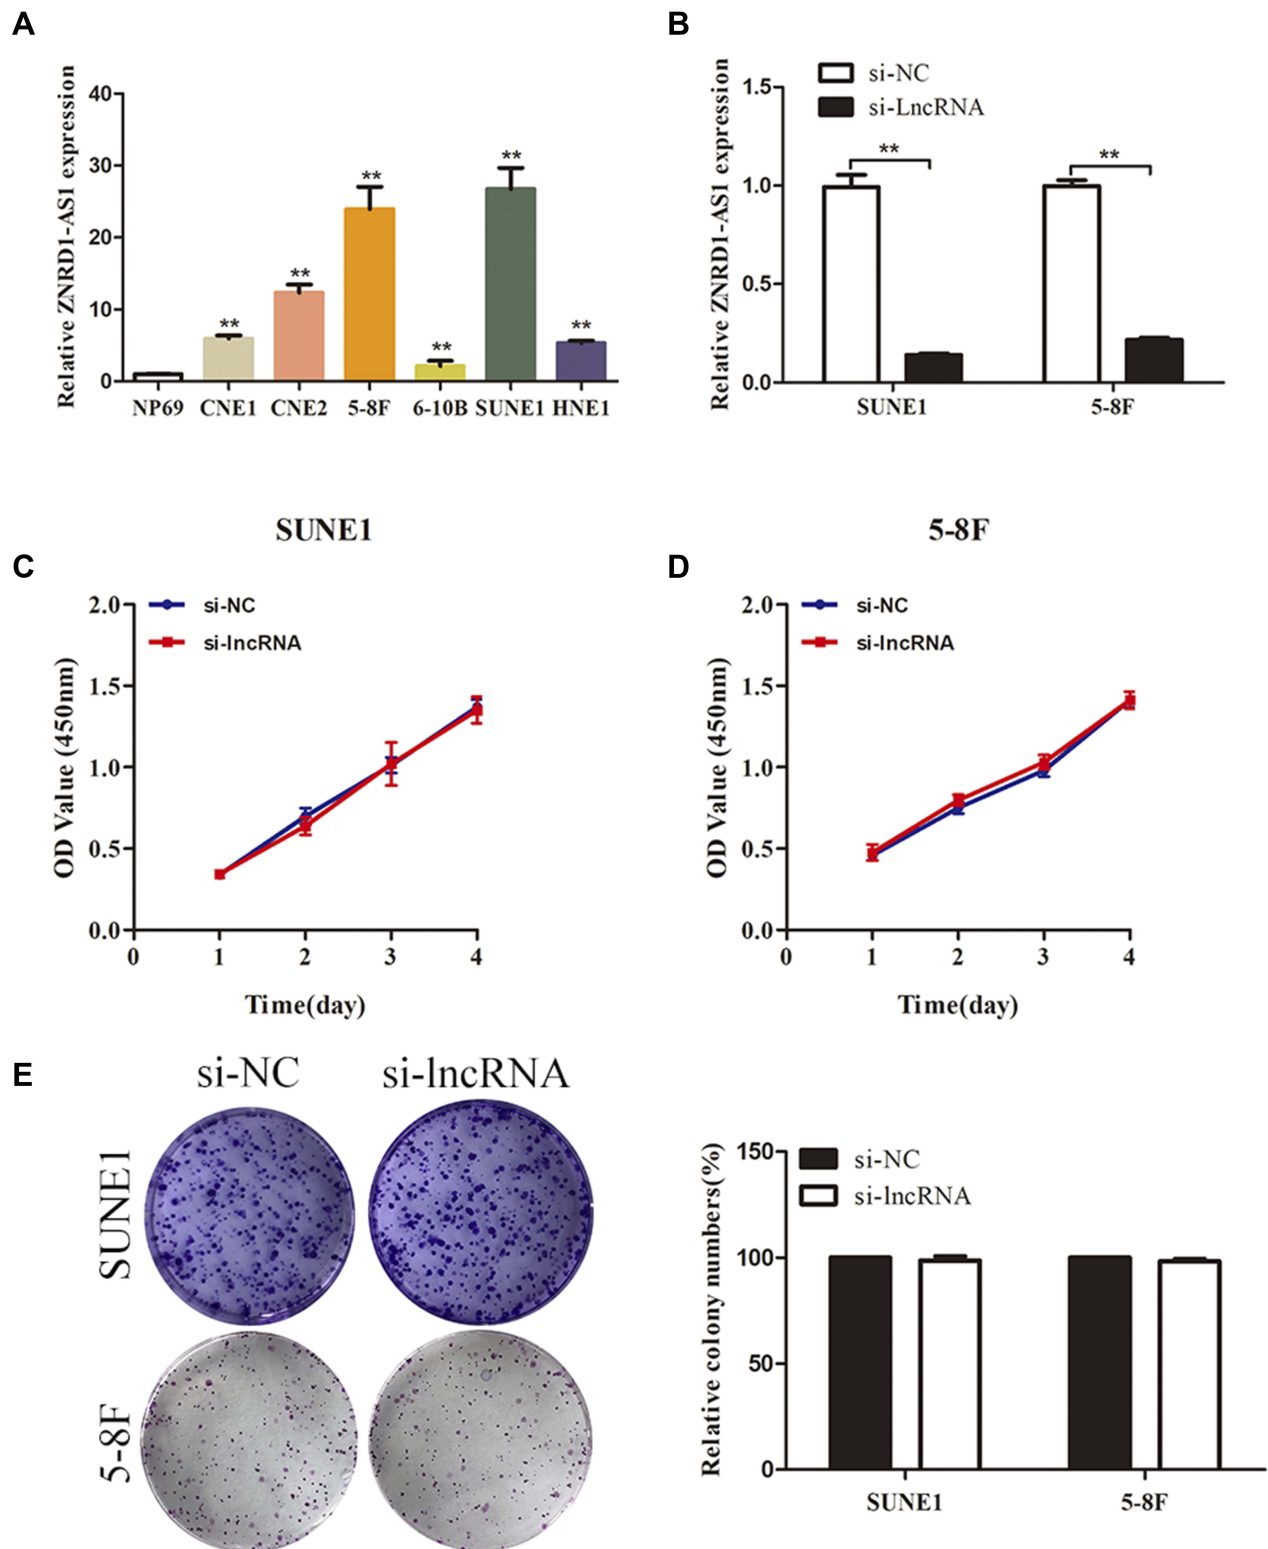 A
Relative ZNRD1-AS1 expression
40
30
20
10
0
**
**
**
**
**
**
NP69 CNE1 CNE2 5-8F 6-10B SUNE1 HNE1
B
Relative ZNRD1-AS1 expression
si-NC
si-LncRNA
1.5
1.0
0.5
0.0
**
**
SUNE1 5-8F
SUNE1
C
OD Value (450nm)
si-NC
si-lncRNA
2.0
1.5
1.0
0.5
0.0
0 1 2 3 4
Time(day)
5-8F
D
OD Value (450nm)
si-NC
si-lncRNA
2.0
1.5
1.0
0.5
0.0
0 1 2 3 4
Time(day)
E
si-NC si-lncRNA
SUNE1
5-8F
Relative colony numbers(%)
si-NC
si-lncRNA
150
100
50
0
SUNE1 5-8F